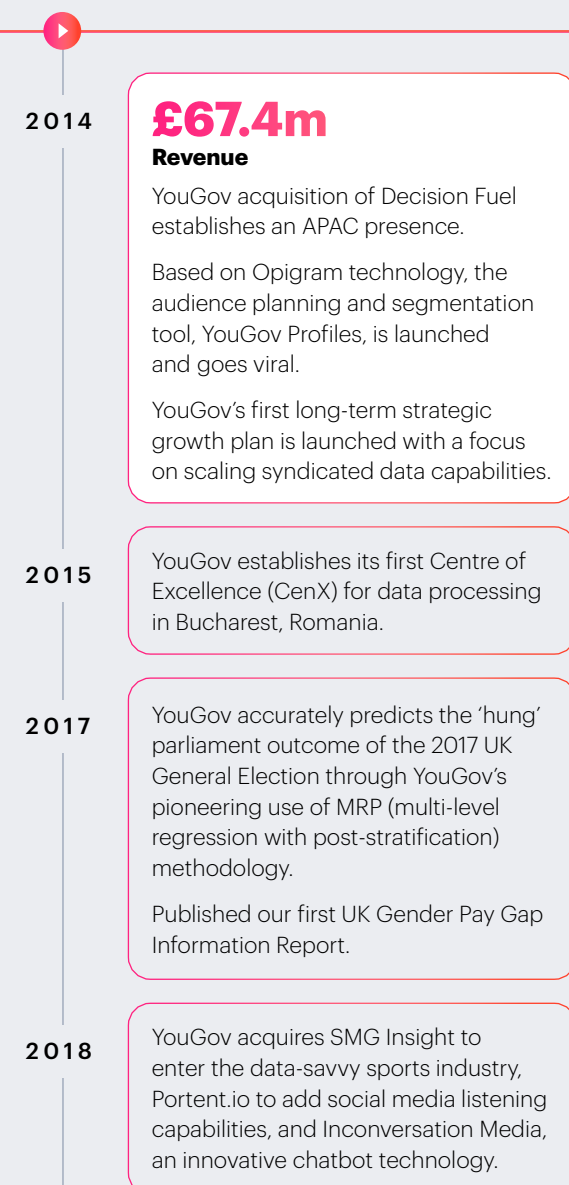 2014
£67.4m
Revenue
YouGov acquisition of Decision Fuel
establishes an APAC presence.
Based on Opigram technology, the
audience planning and segmentation
tool, YouGov Profiles, is launched
and goes viral.
YouGov’s first long-term strategic
growth plan is launched with a focus
on scaling syndicated data capabilities.
2015
YouGov establishes its first Centre of
Excellence (CenX) for data processing
in Bucharest, Romania.
2017
YouGov accurately predicts the ‘hung’
parliament outcome of the 2017 UK
General Election through YouGov’s
pioneering use of MRP (multi-level
regression with post-stratification)
methodology.
Published our first UK Gender Pay Gap
Information Report.
2018
YouGov acquires SMG Insight to
enter the data-savvy sports industry,
Portent.io to add social media listening
capabilities, and Inconversation Media,
an innovative chatbot technology.